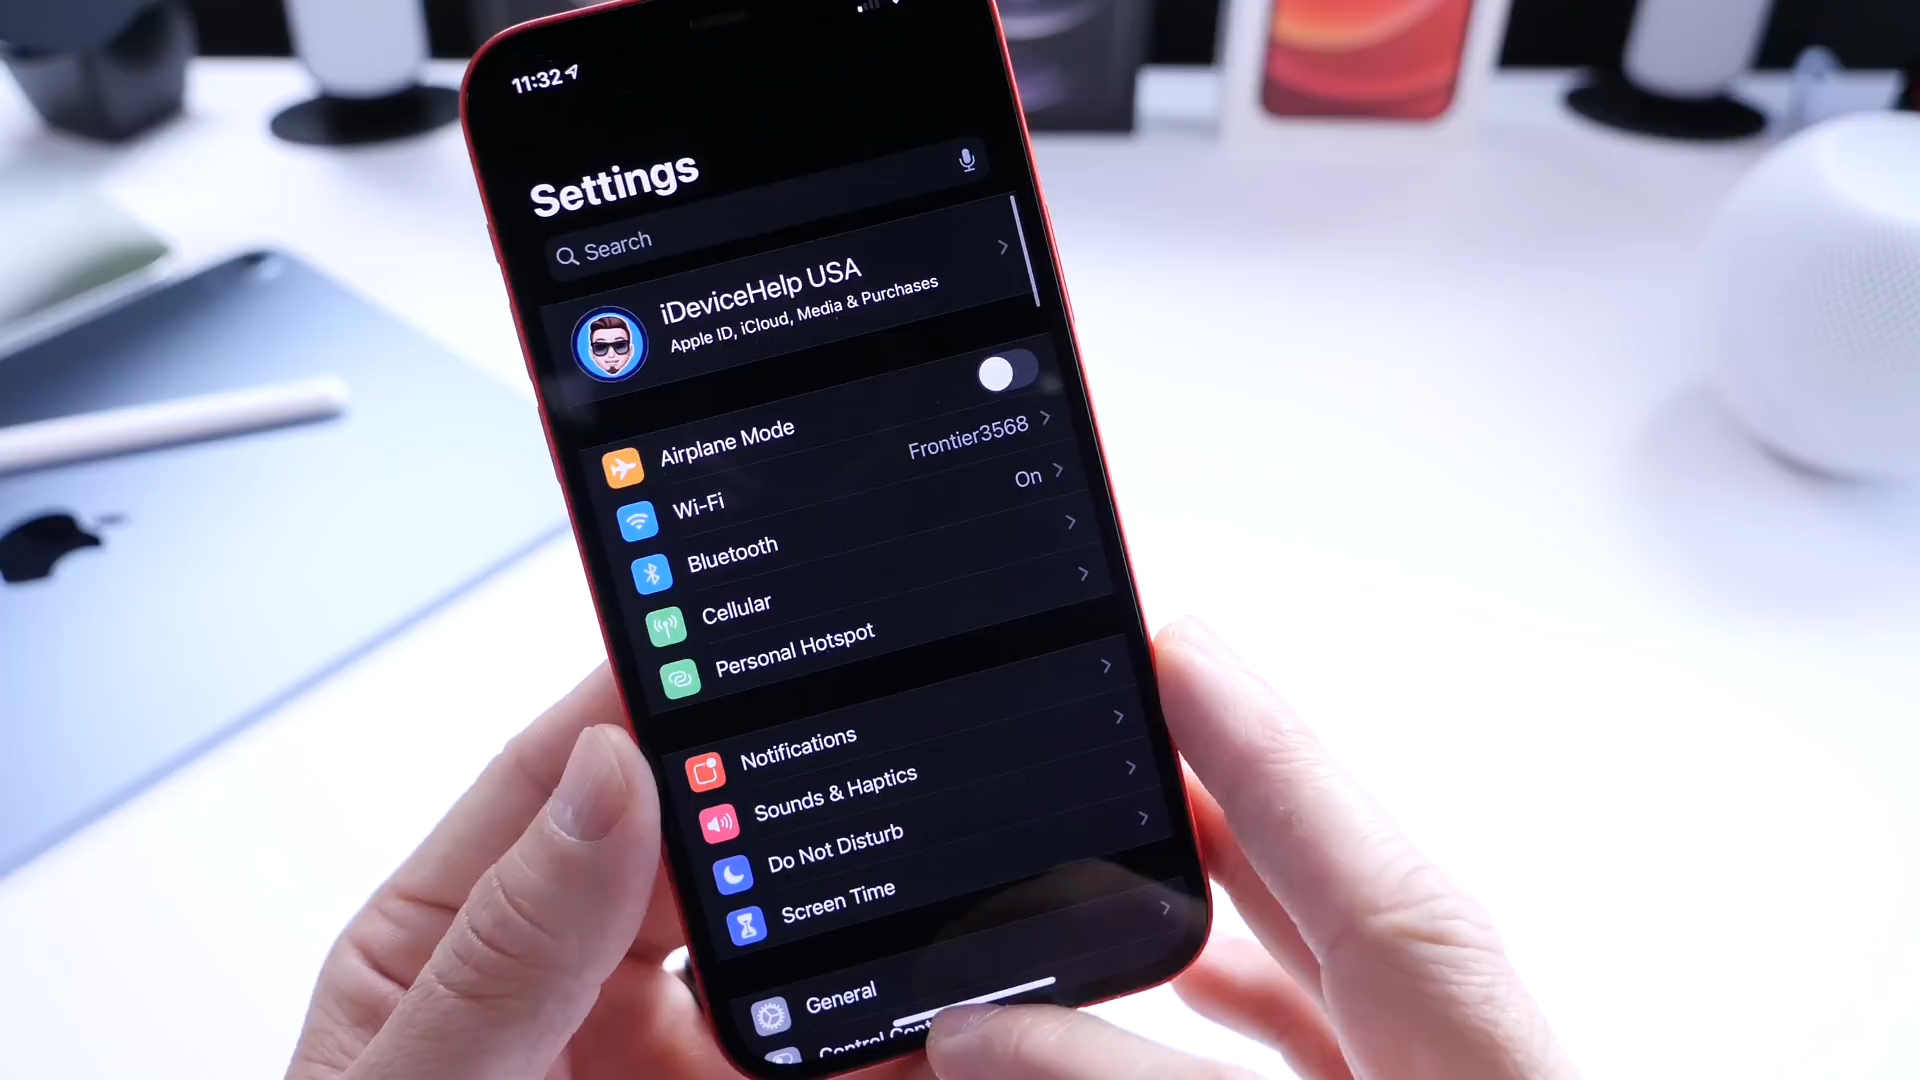 11:32
Settings
Search
iDeviceHelp USA
Apple ID, iCloud, Media & Purchases
Airplane Mode
Wi-Fi
Frontier3568
Bluetooth
On
Cellular
Personal Hotspot
Notifications
Sounds & Haptics
Do Not Disturb
Screen Time
General
Control